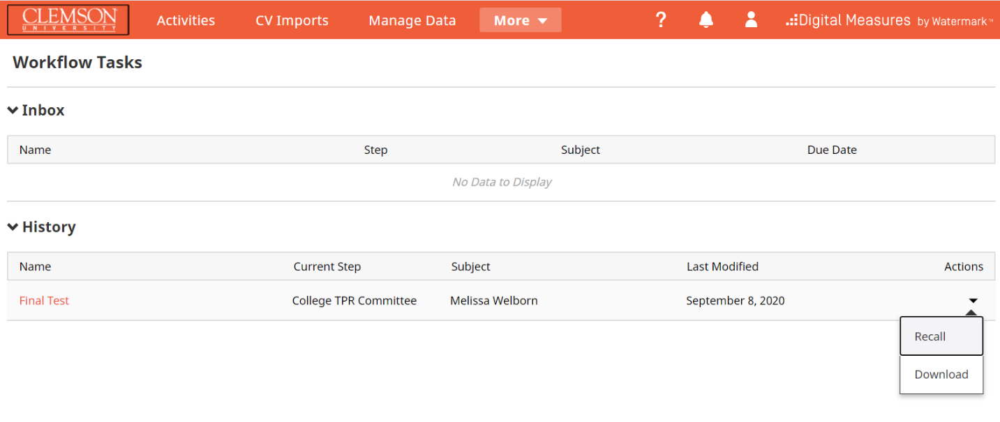 CLEMSON
UNIVERSITY
Activities CV Imports Manage Data More ? Digital Measures by Watermark™
Workflow Tasks
Inbox
Name Step Subject Due Date
No Data to Display
History
Name Current Step Subject Last Modified Actions
Final Test College TPR Committee Melissa Welborn September 8, 2020
Recall
Download